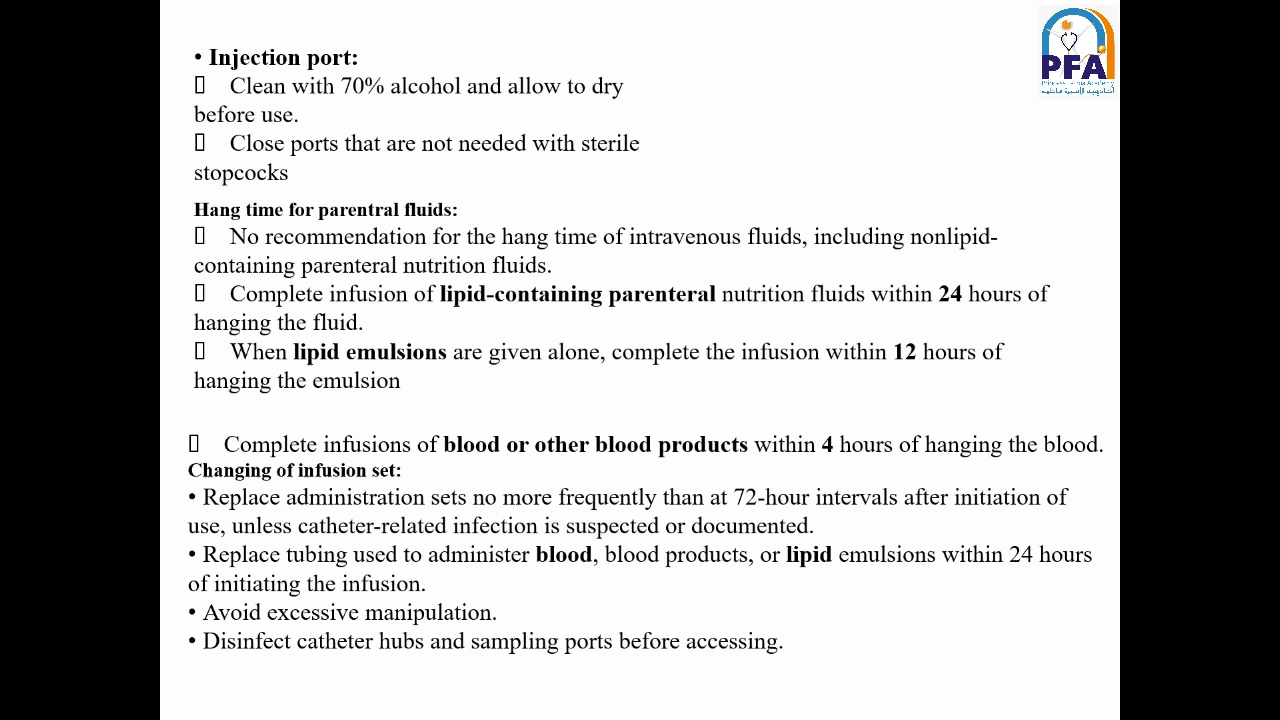 PFA
• Injection port:
▯ Clean with 70% alcohol and allow to dry
before use.
▯ Close ports that are not needed with sterile
stopcocks
Hang time for parentral fluids:
▯ No recommendation for the hang time of intravenous fluids, including nonlipid-
containing parenteral nutrition fluids.
▯ Complete infusion of lipid-containing parenteral nutrition fluids within 24 hours of
hanging the fluid.
▯ When lipid emulsions are given alone, complete the infusion within 12 hours of
hanging the emulsion
▯ Complete infusions of blood or other blood products within 4 hours of hanging the blood.
Changing of infusion set:
• Replace administration sets no more frequently than at 72-hour intervals after initiation of
use, unless catheter-related infection is suspected or documented.
• Replace tubing used to administer blood, blood products, or lipid emulsions within 24 hours
of initiating the infusion.
• Avoid excessive manipulation.
• Disinfect catheter hubs and sampling ports before accessing.